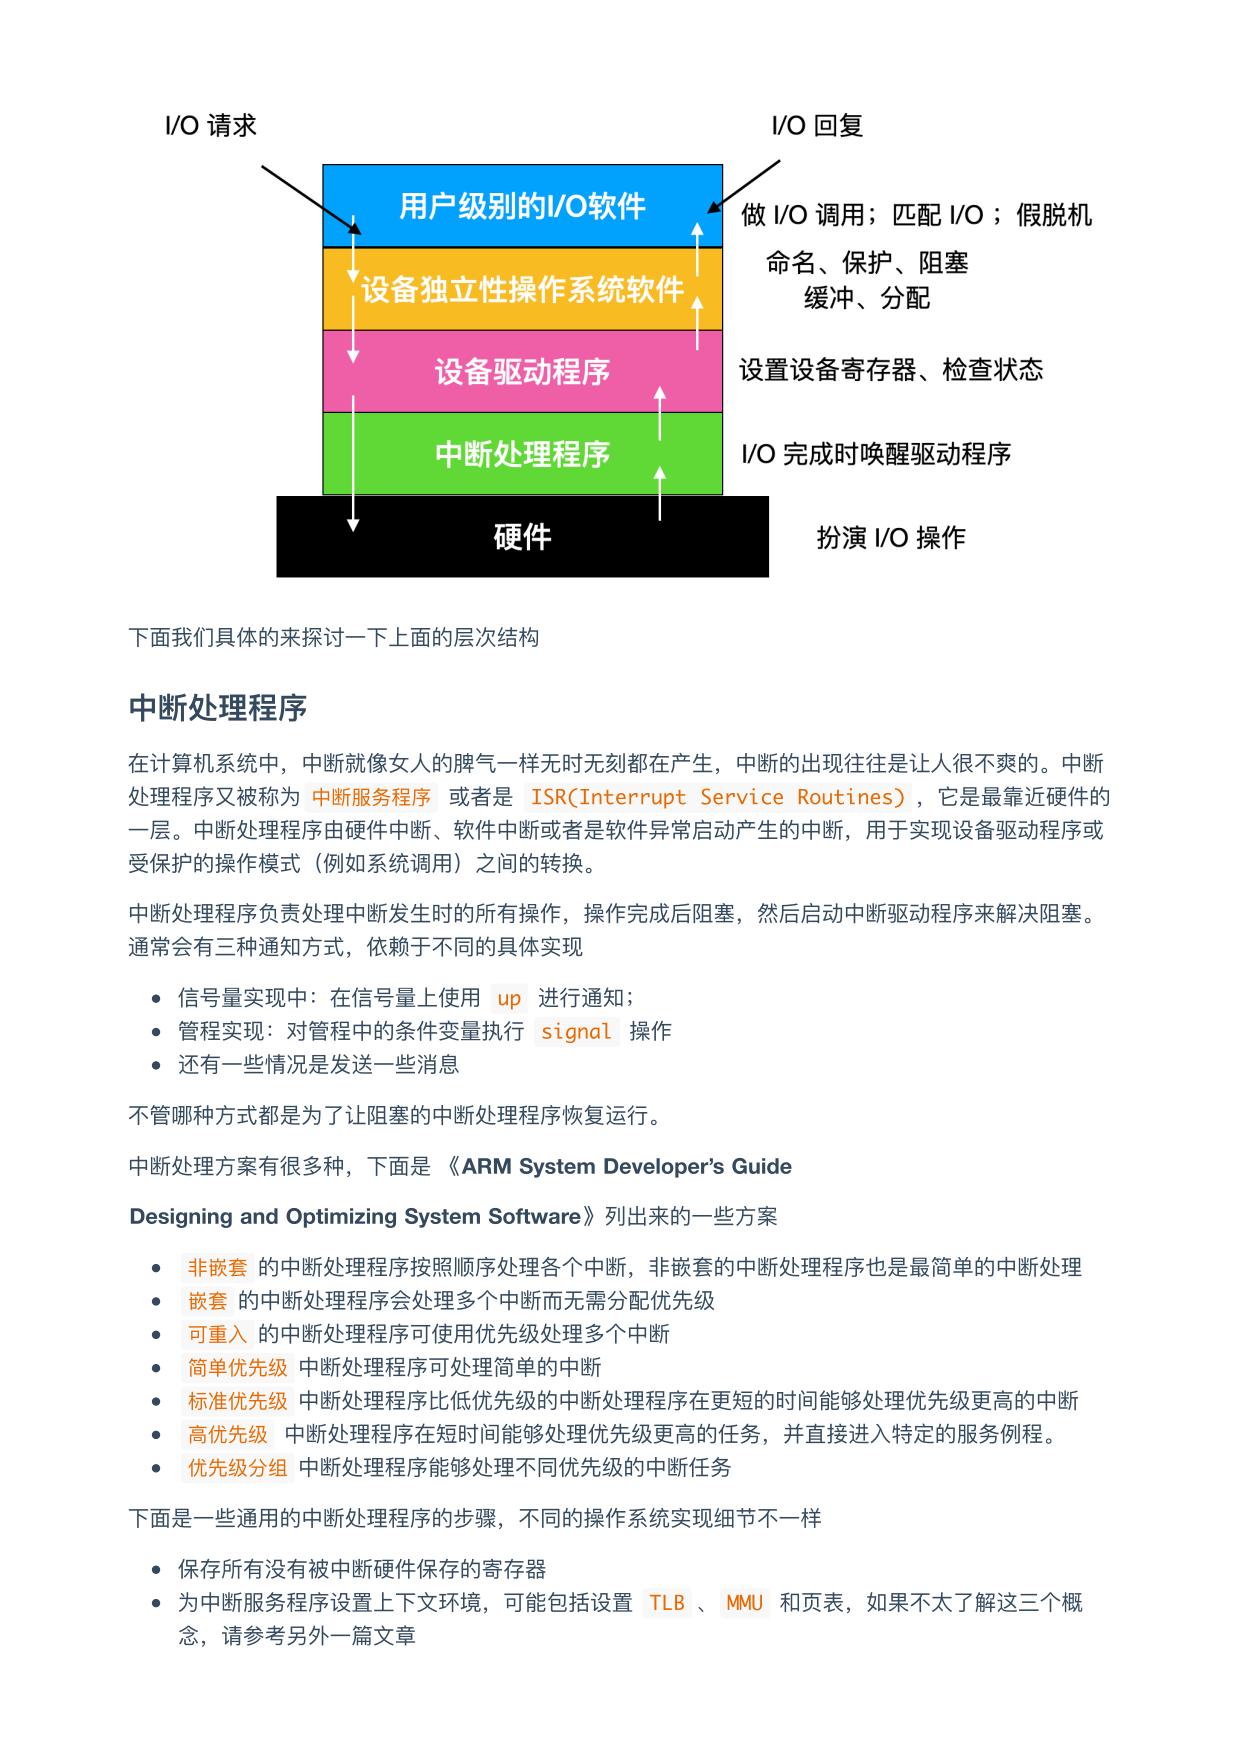 I/O 请求
I/O 回复
用户级别的I/O软件
做 I/O 调用；匹配 I/O ；假脱机
设备独立性操作系统软件
命名、保护、阻塞
缓冲、分配
设备驱动程序
设置设备寄存器、检查状态
中断处理程序
I/O 完成时唤醒驱动程序
硬件
扮演 I/O 操作
下面我们具体的来探讨一下上面的层次结构
中断处理程序
在计算机系统中，中断就像女人的脾气一样无时无刻都在产生，中断的出现往往是让人很不爽的。中断
处理程序又被称为 中断服务程序 或者是 ISR(Interrupt Service Routines) ，它是最靠近硬件的
一层。中断处理程序由硬件中断、软件中断或者是软件异常启动产生的中断，用于实现设备驱动程序或
受保护的操作模式（例如系统调用）之间的转换。
中断处理程序负责处理中断发生时的所有操作，操作完成后阻塞，然后启动中断驱动程序来解决阻塞。
通常会有三种通知方式，依赖于不同的具体实现
• 信号量实现中：在信号量上使用 up 进行通知；
• 管程实现：对管程中的条件变量执行 signal 操作
• 还有一些情况是发送一些消息
不管哪种方式都是为了让阻塞的中断处理程序恢复运行。
中断处理方案有很多种，下面是 《ARM System Developer’s Guide
Designing and Optimizing System Software》列出来的一些方案
• 非嵌套 的中断处理程序按照顺序处理各个中断，非嵌套的中断处理程序也是最简单的中断处理
• 嵌套 的中断处理程序会处理多个中断而无需分配优先级
• 可重入 的中断处理程序可使用优先级处理多个中断
• 简单优先级 中断处理程序可处理简单的中断
• 标准优先级 中断处理程序比低优先级的中断处理程序在更短的时间能够处理优先级更高的中断
• 高优先级 中断处理程序在短时间能够处理优先级更高的任务，并直接进入特定的服务例程。
• 优先级分组 中断处理程序能够处理不同优先级的中断任务
下面是一些通用的中断处理程序的步骤，不同的操作系统实现细节不一样
• 保存所有没有被中断硬件保存的寄存器
• 为中断服务程序设置上下文环境，可能包括设置 TLB 、 MMU 和页表，如果不太了解这三个概
念，请参考另外一篇文章